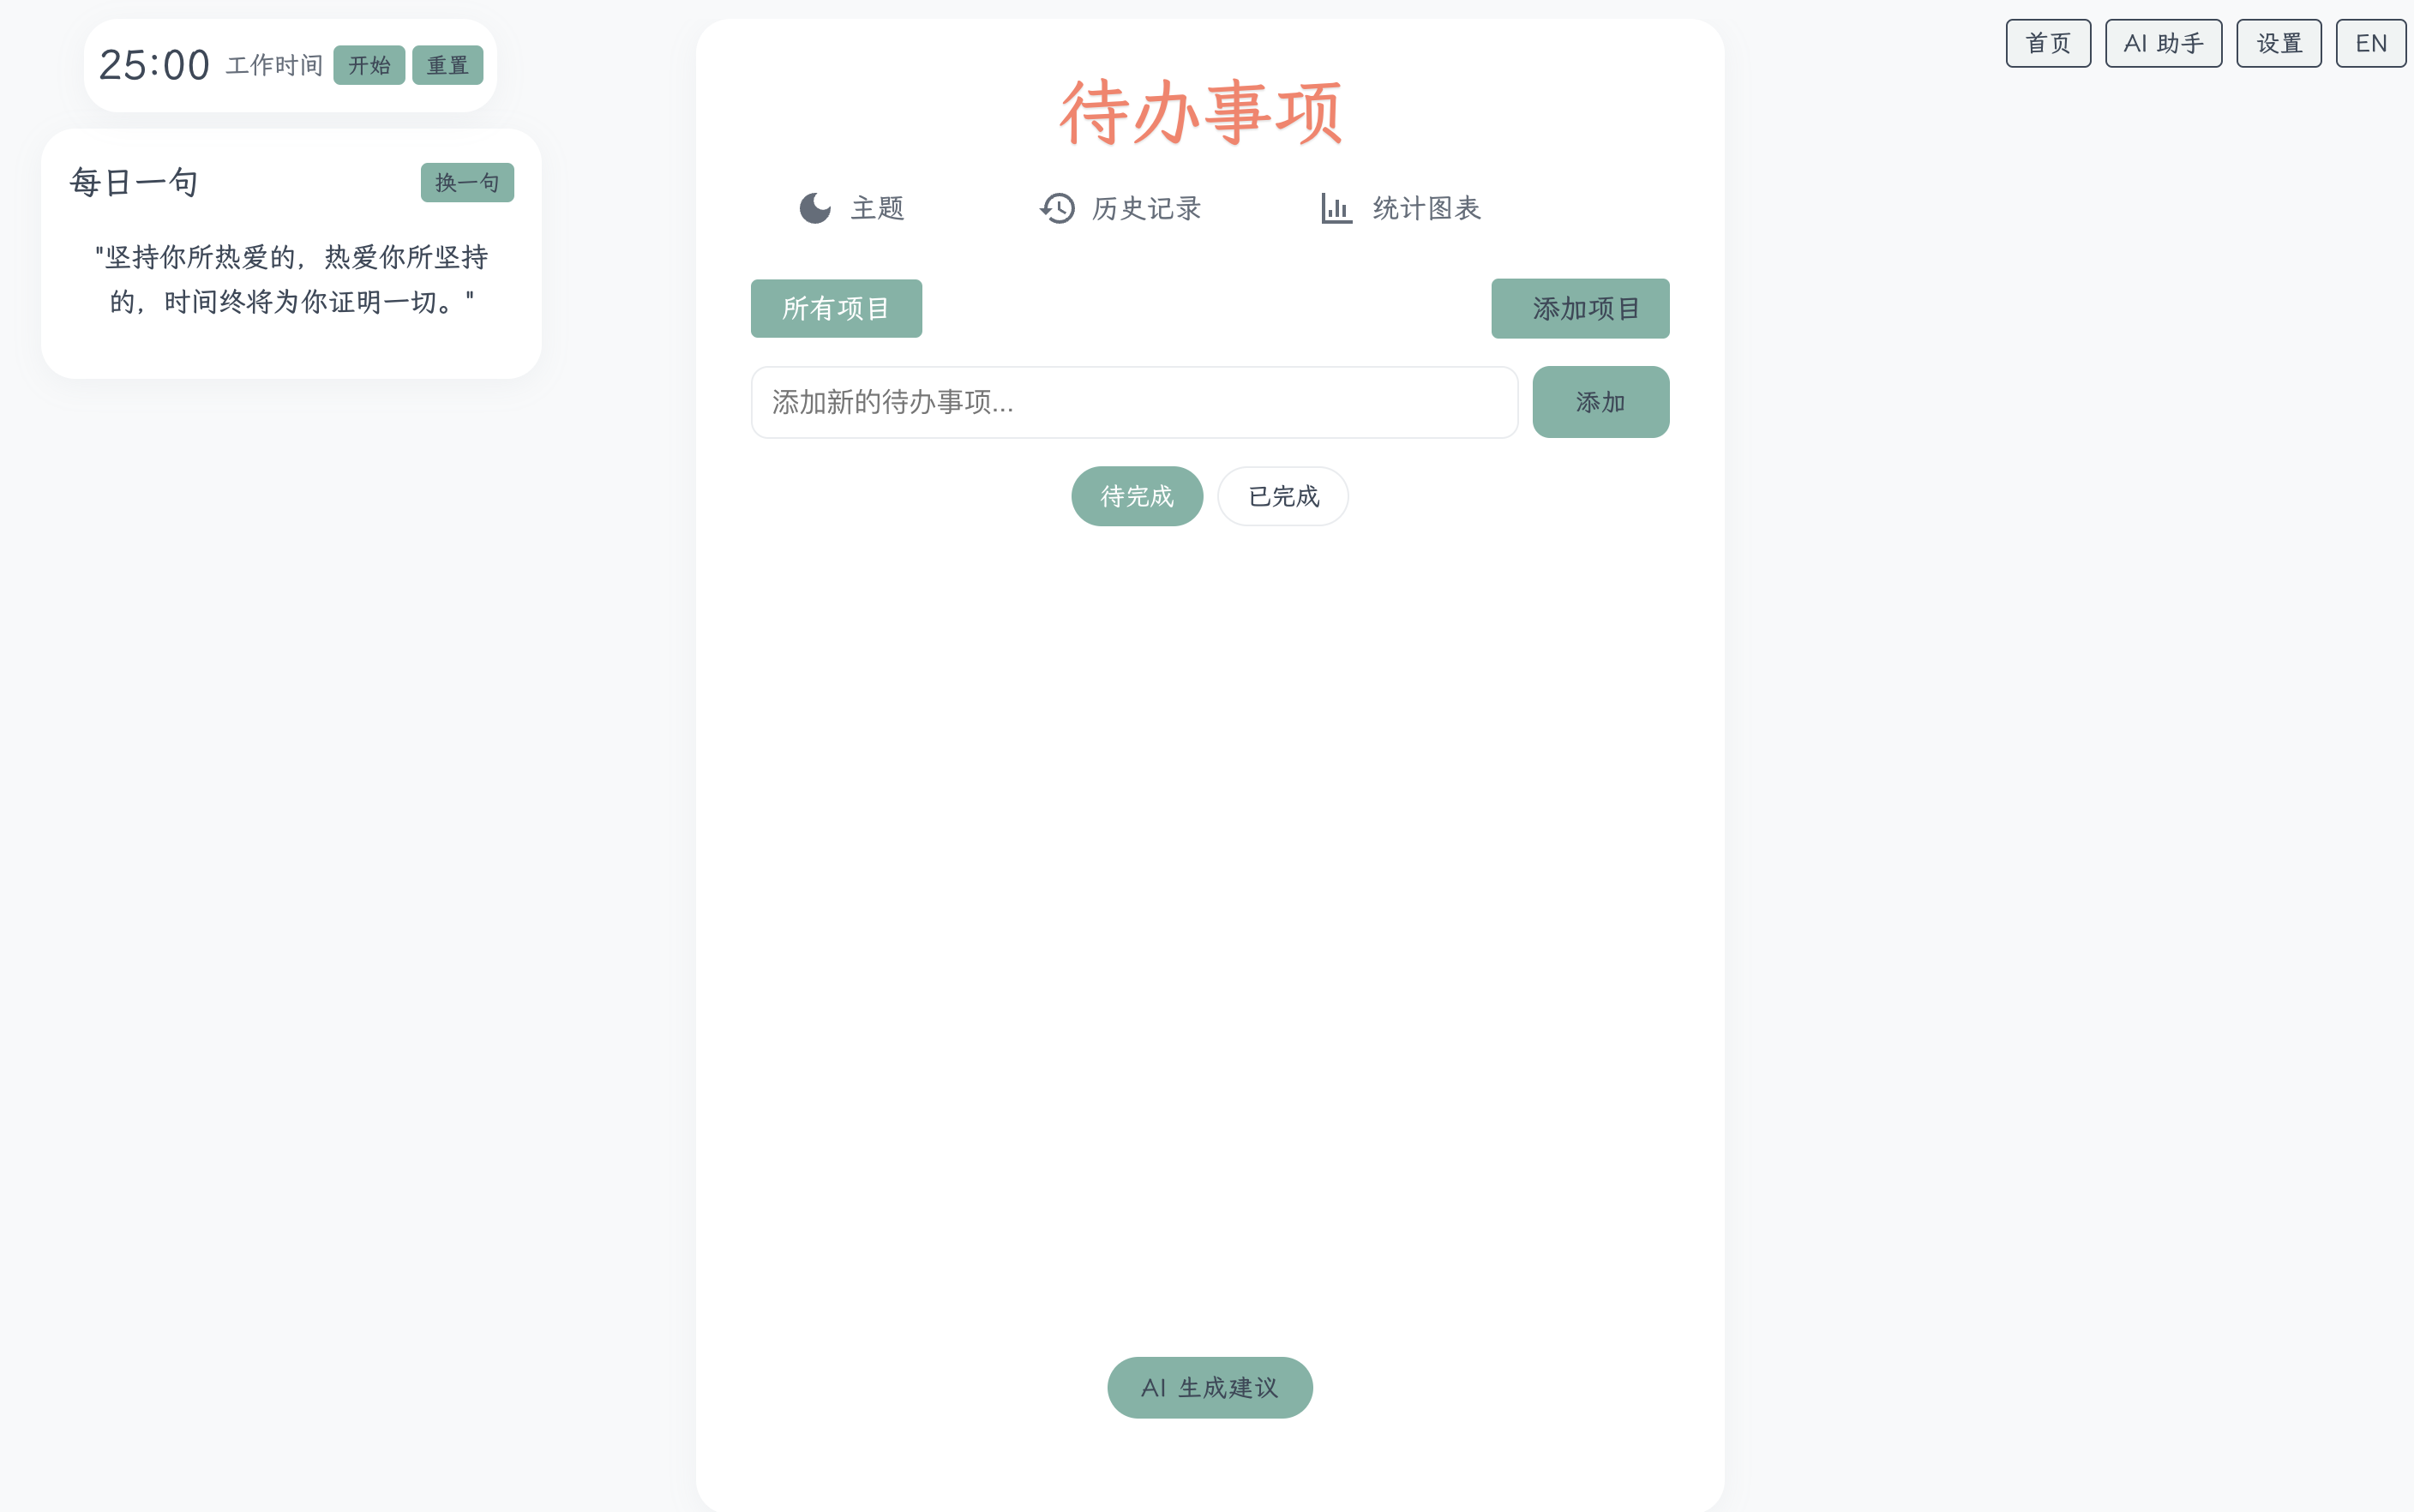 25:00 工作时间 开始 重置
每日一句 换一句
"坚持你所热爱的，热爱你所坚持
的，时间终将为你证明一切。"
待办事项
主题 历史记录 统计图表
所有项目 添加项目
添加新的待办事项... 添加
待完成 已完成
AI 生成建议
首页 AI 助手 设置 EN